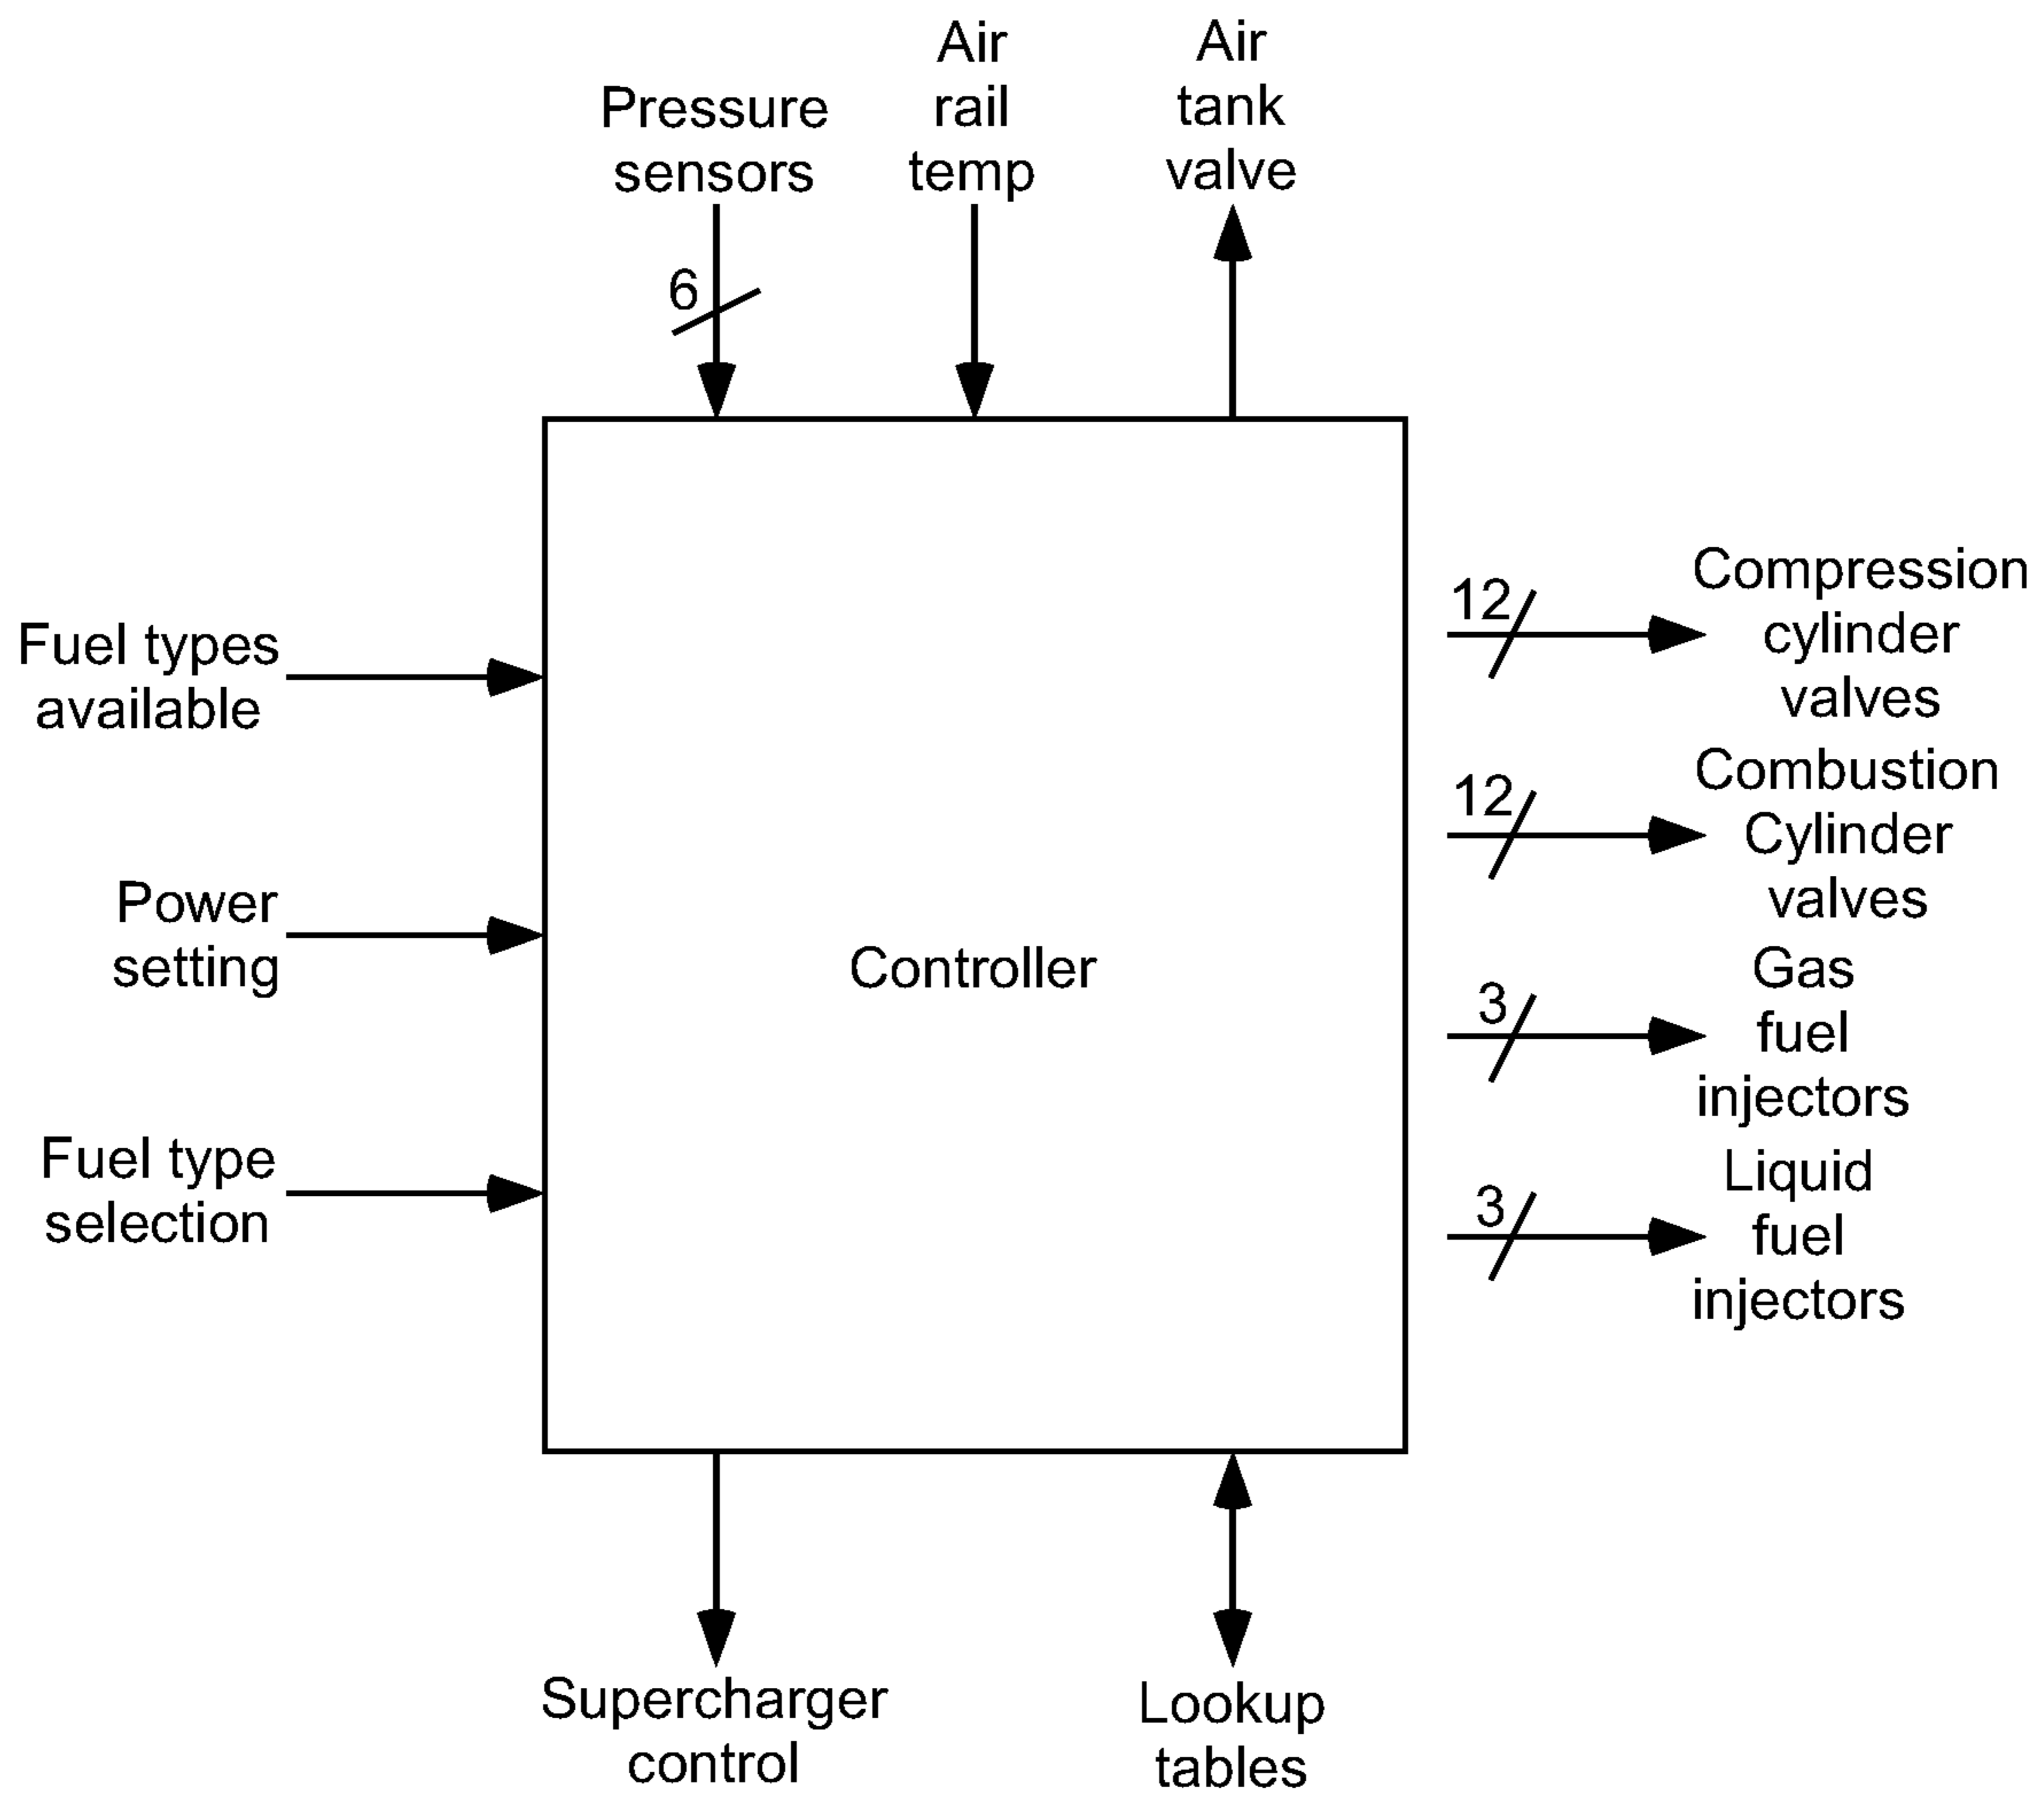 Pressure
sensors
Air
rail
temp
Air
tank
valve
6
Fuel types
available
Power
setting
Fuel type
selection
Controller
12
Compression
cylinder
valves
12
Combustion
Cylinder
valves
3
Gas
fuel
injectors
3
Liquid
fuel
injectors
Supercharger
control
Lookup
tables